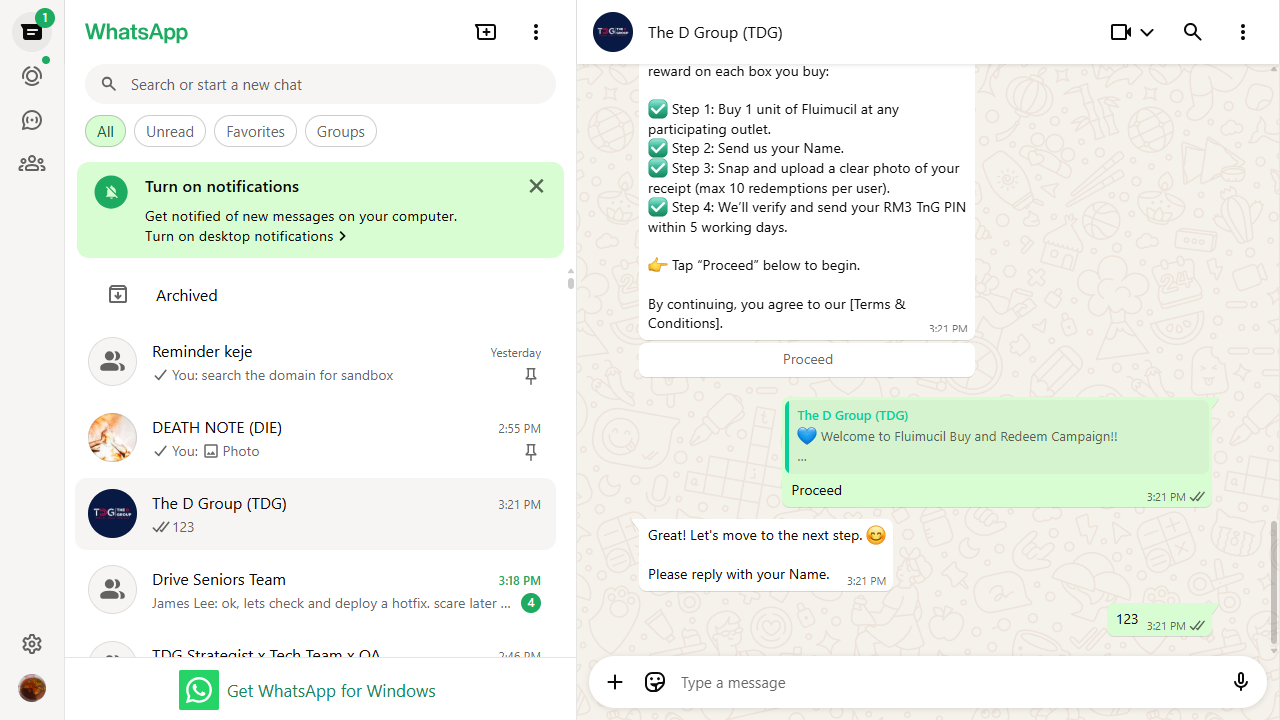 1
WhatsApp
Search or start a new chat
All
Unread
Favorites
Groups
Turn on notifications
Get notified of new messages on your computer.
Turn on desktop notifications
Archived
Reminder keje
Yesterday
You: search the domain for sandbox
DEATH NOTE (DIE)
2:55 PM
You: Photo
The D Group (TDG)
3:21 PM
123
Drive Seniors Team
3:18 PM
James Lee: ok, lets check and deploy a hotfix. scare later ...
4
TDG Strategist x Tech Team x QA
2:46 PM
Get WhatsApp for Windows
The D Group (TDG)
reward on each box you buy:
✅ Step 1: Buy 1 unit of Fluimucil at any
participating outlet.
✅ Step 2: Send us your Name.
✅ Step 3: Snap and upload a clear photo of your
receipt (max 10 redemptions per user).
✅ Step 4: We’ll verify and send your RM3 TnG PIN
within 5 working days.
👉 Tap “Proceed” below to begin.
By continuing, you agree to our [Terms &
Conditions].
3:21 PM
Proceed
The D Group (TDG)
💙 Welcome to Fluimucil Buy and Redeem Campaign!!
...
Proceed
3:21 PM
Great! Let's move to the next step. 😊
Please reply with your Name.
3:21 PM
123
3:21 PM
Type a message